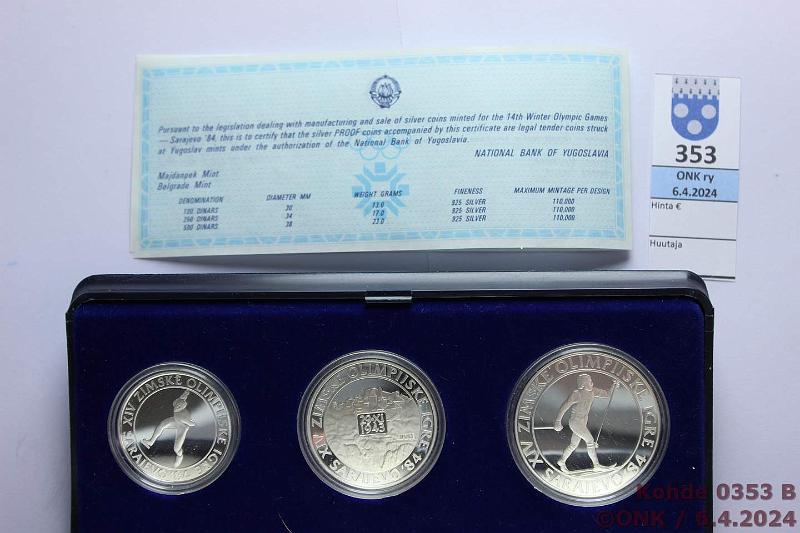 Pursuant to the legislation dealing with manufacturing and sale of silver coins minted for the 14th Winter Olympic Games
— Sarajevo '84, this is to certify that the silver PROOF coins accompanied by this certificate are legal tender coins struck
at Yugoslav mints under the authorization of the National Bank of Yugoslavia.
NATIONAL BANK OF YUGOSLAVIA
Majdanpek Mint
Belgrade Mint
DENOMINATION DIAMETER MM WEIGHT GRAMS FINENESS MAXIMUM MINTAGE PER DESIGN
100 DINARS 30 13.0 925 SILVER 110,000
250 DINARS 34 17.0 925 SILVER 110,000
500 DINARS 38 23.0 925 SILVER 110,000
353
ONK ry
6.4.2024
Hinta €
Huutaja
XIV ZIMSKE OLIMPIJSKE IGRE
SARAJEVO '84
XIV ZIMSKE OLIMPIJSKE IGRE
29·XI
1943
SARAJEVO '84
XIV ZIMSKE OLIMPIJSKE IGRE
SARAJEVO '84
Kohde 0353 B
©ONK / 6.4.2024